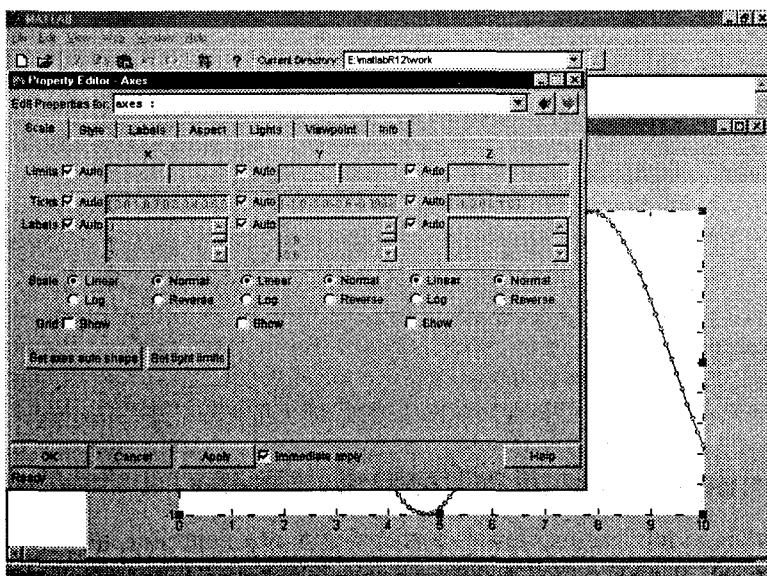 MATLAB
File Edit View Web Window Help
? Current Directory: E:\matlabR12\work
Property Editor - Axes
Edit Properties for: axes :
Scale Style Labels Aspect Lights Viewpoint Info
X Y Z
Limits Auto Auto Auto
Ticks Auto Auto Auto
Labels Auto Auto Auto
Scale Linear Normal Linear Normal Linear Normal
Log Reverse Log Reverse Log Reverse
Grid Show Show Show
Set axes auto shape Set tight limits
OK Cancel Apply Immediate apply Help
Ready
-1
0 1 2 3 4 5 6 7 8 9 10